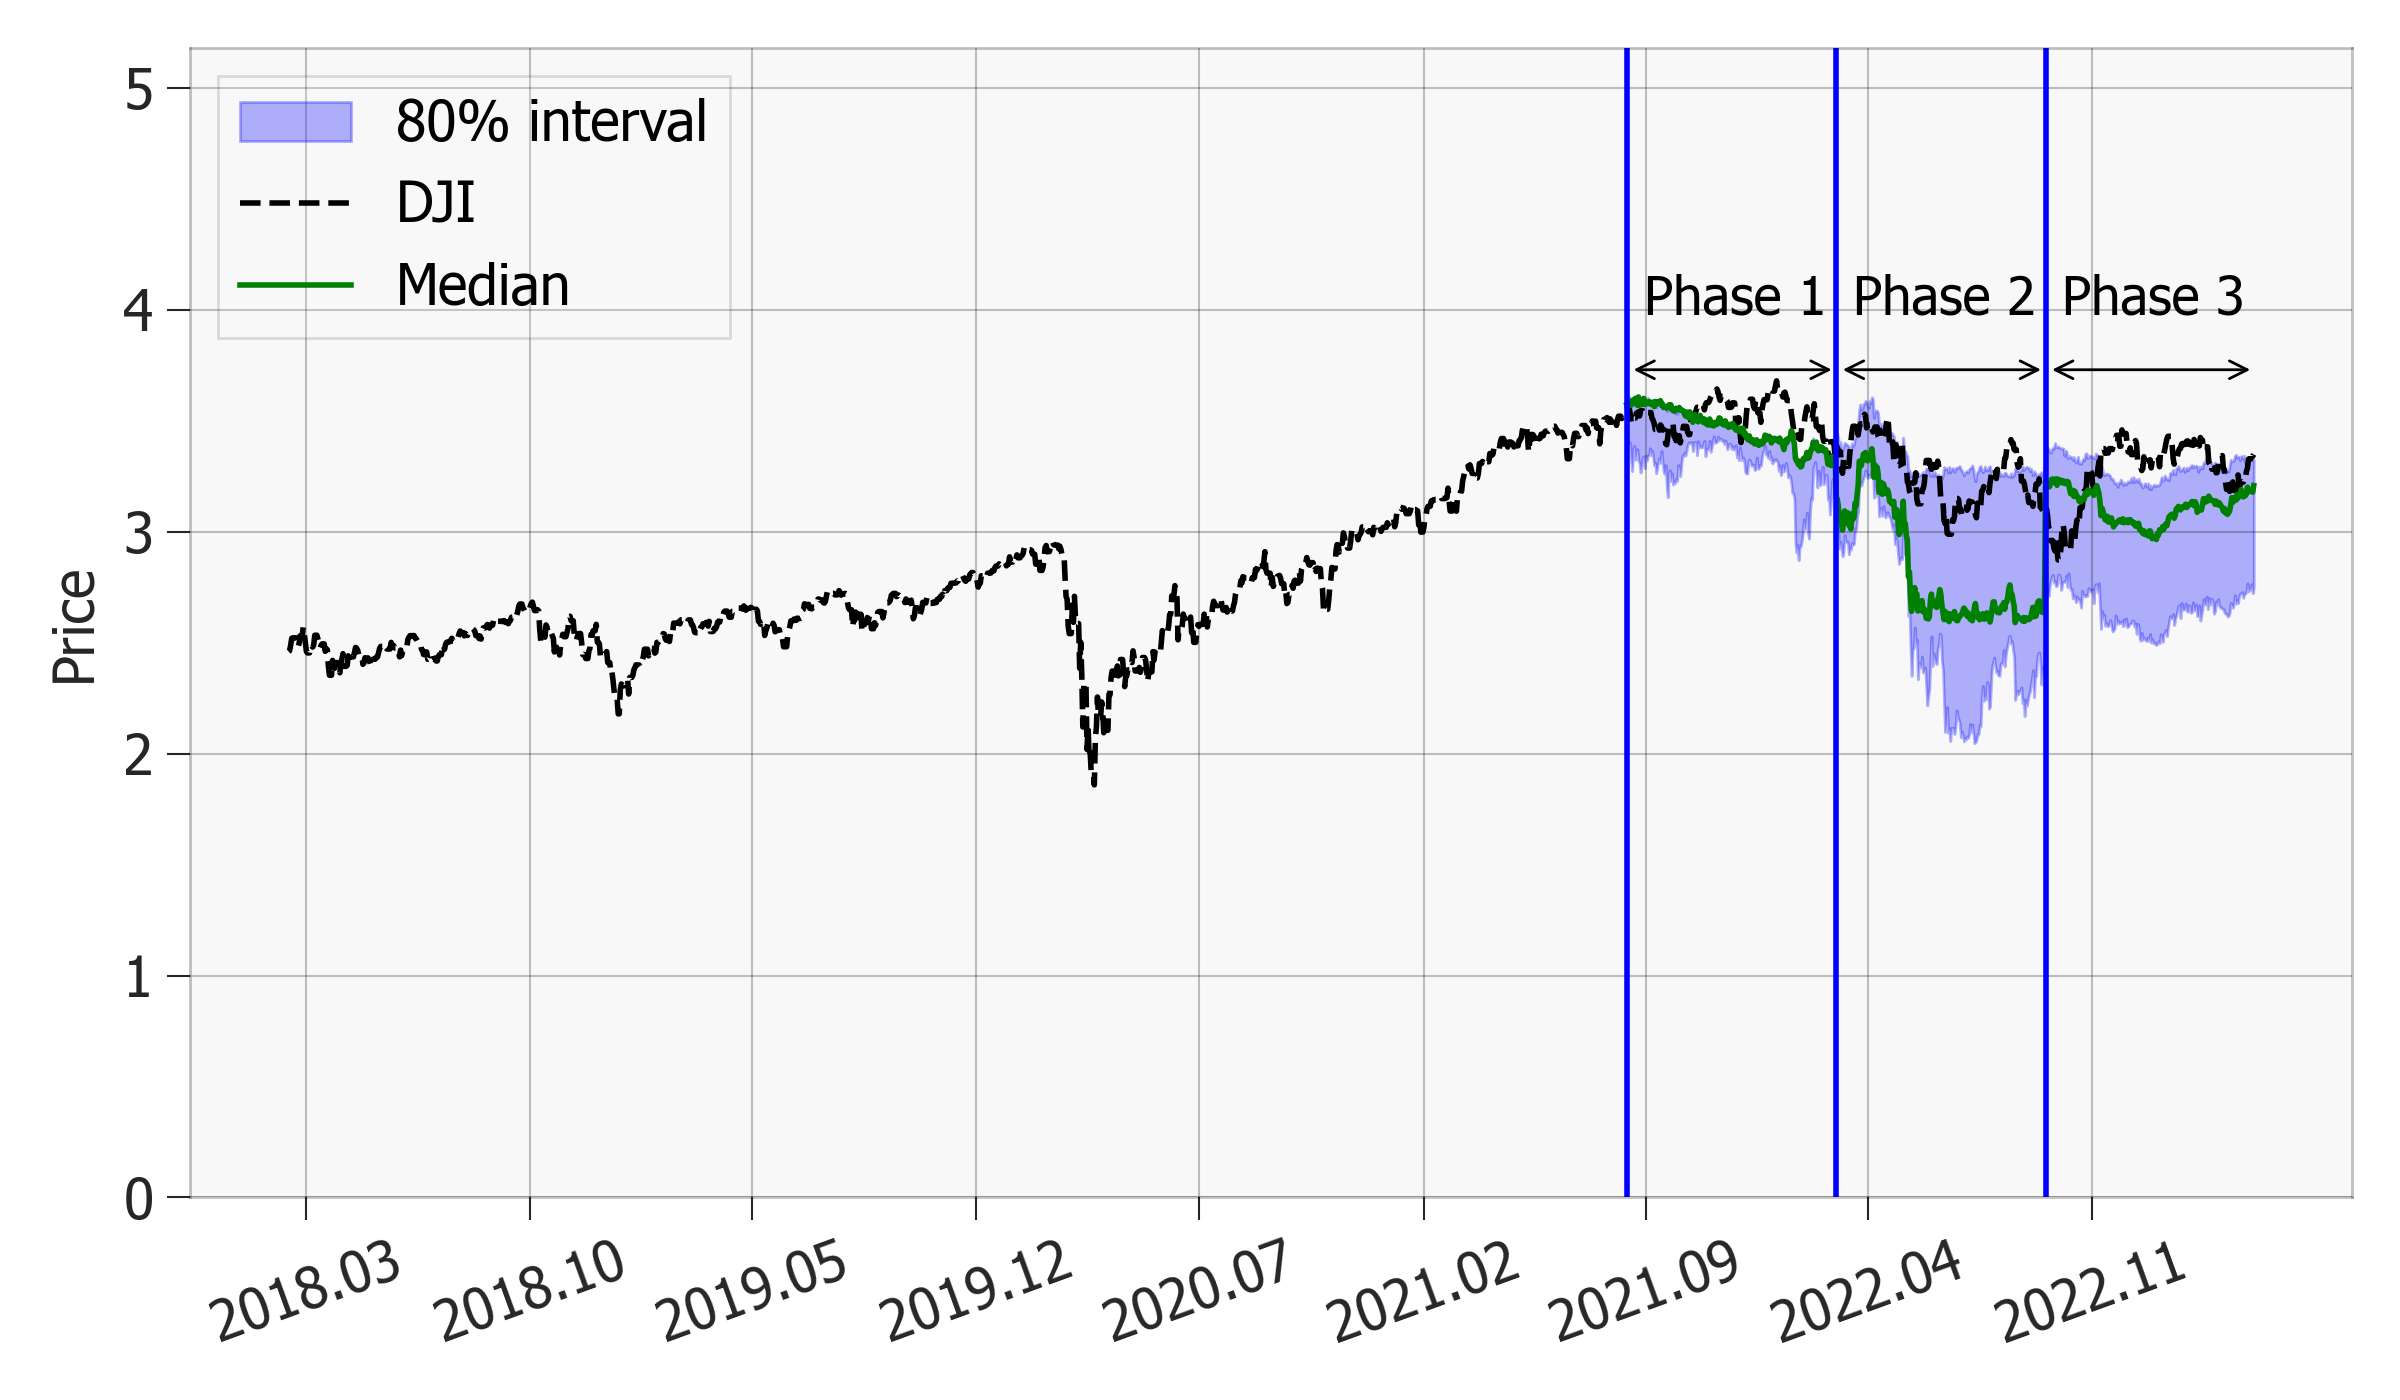 5
4
3
2
1
0
Price
80% interval
DJI
Median
Phase 1
Phase 2
Phase 3
2018.03
2018.10
2019.05
2019.12
2020.07
2021.02
2021.09
2022.04
2022.11